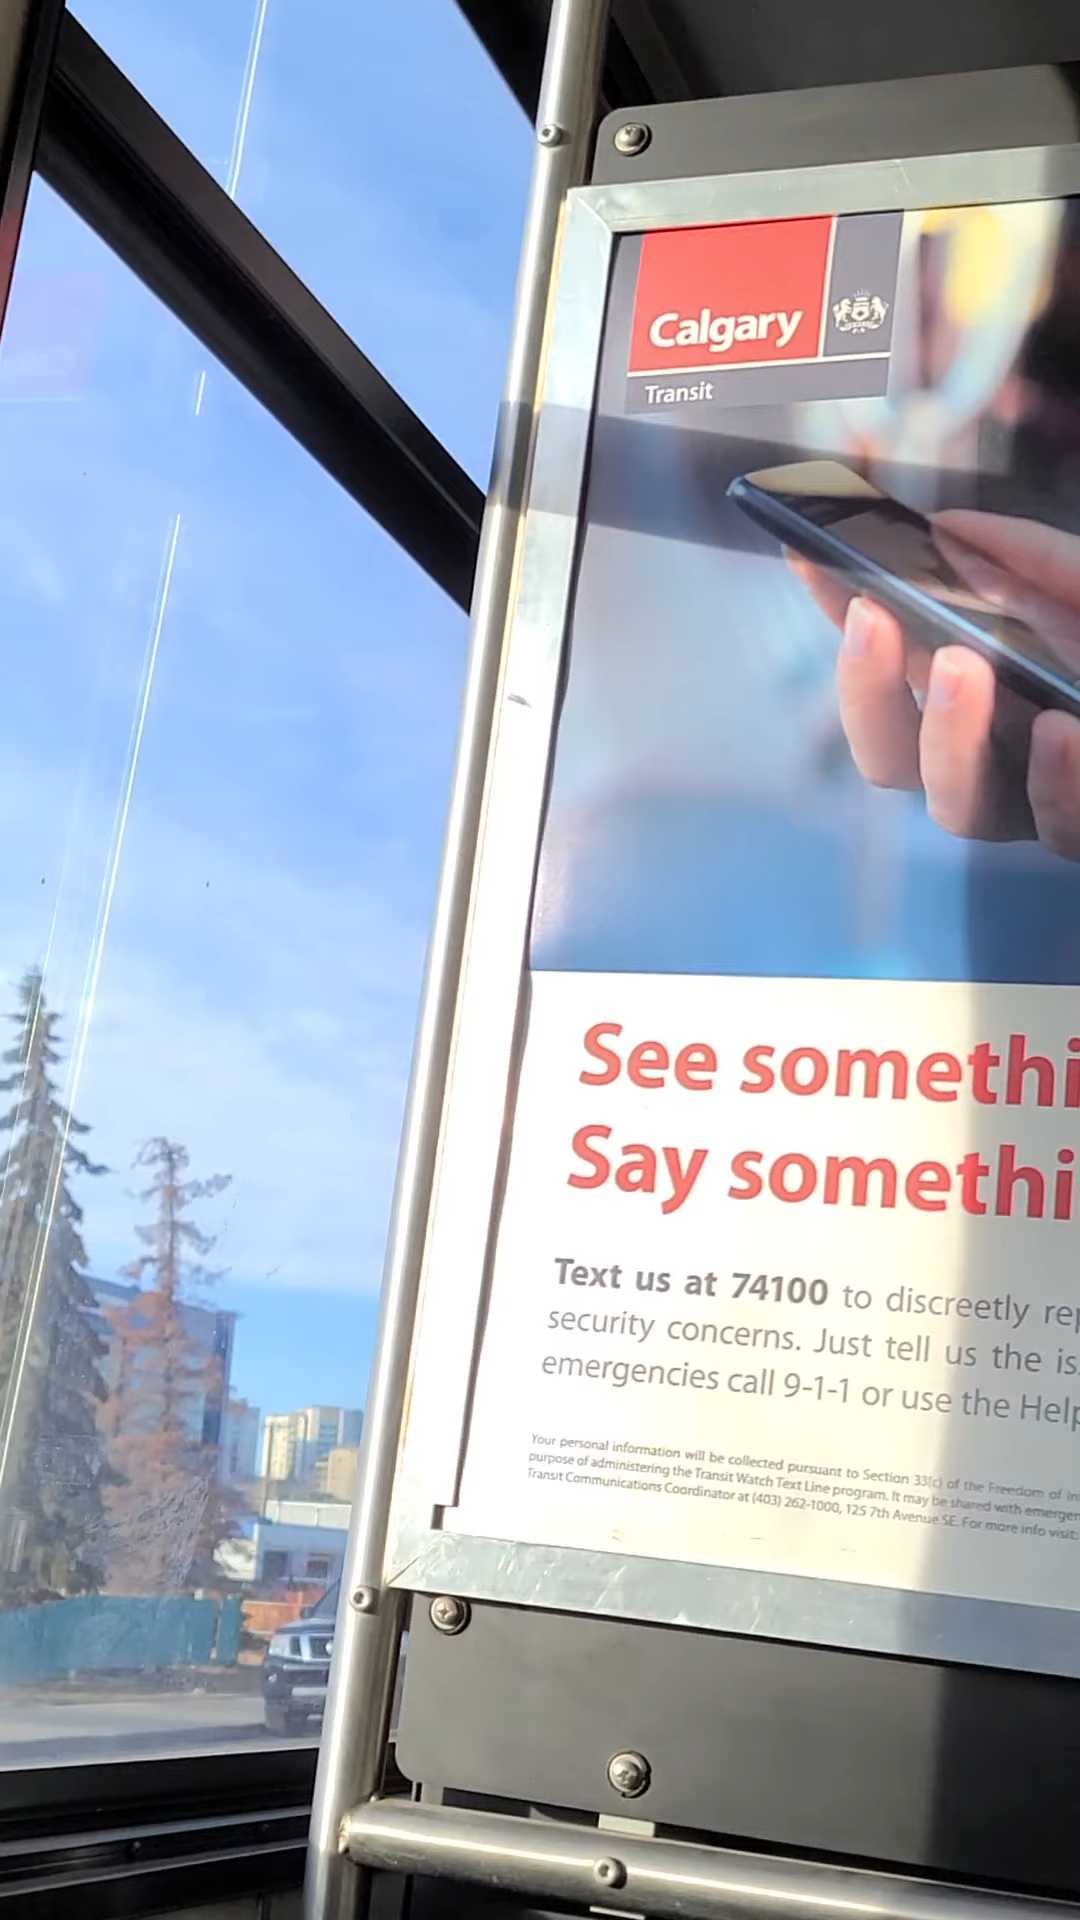 Calgary
Transit
See somethi
Say somethi
Text us at 74100 to discreetly rep
security concerns. Just tell us the is
emergencies call 9-1-1 or use the Help
Your personal information will be collected pursuant to Section 33(c) of the Freedom of In
purpose of administering the Transit Watch Text Line program. It may be shared with emergen
Transit Communications Coordinator at (403) 262-1000, 125 7th Avenue SE. For more info visit: